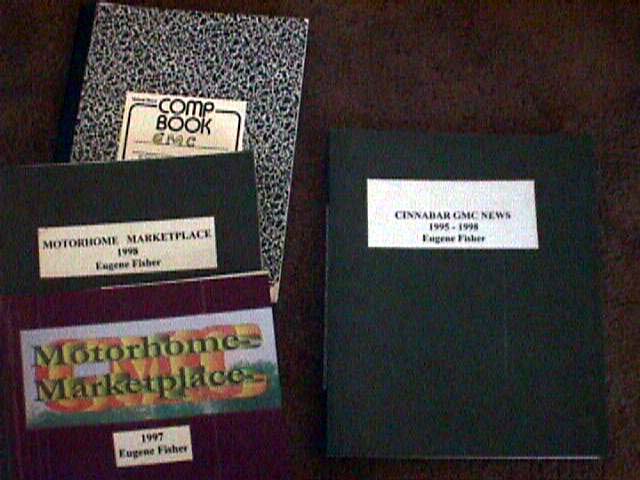 COMP
BOOK
GMC
MOTORHOME MARKETPLACE
1998
Eugene Fisher
GMC
Motorhome
Marketplace
1997
Eugene Fisher
CINNABAR GMC NEWS
1995 - 1998
Eugene Fisher